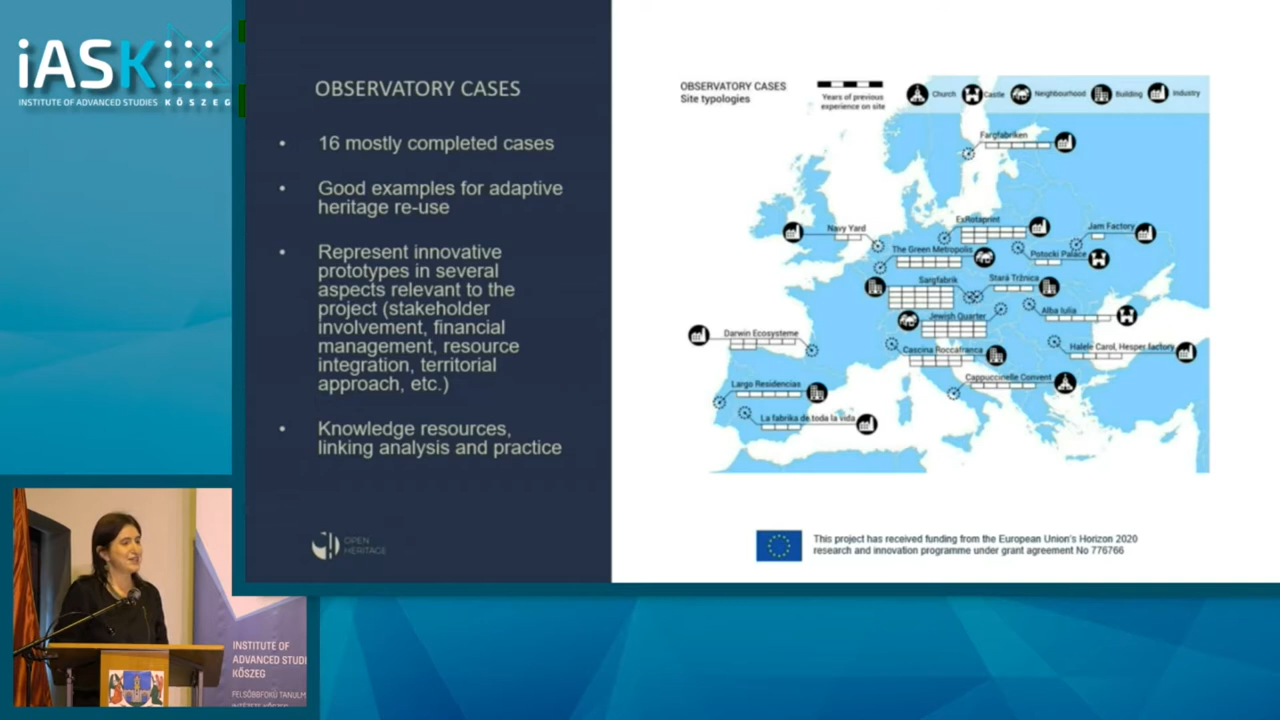 iASK
INSTITUTE OF ADVANCED STUDIES KŐSZEG
OBSERVATORY CASES
• 16 mostly completed cases
• Good examples for adaptive
heritage re-use
• Represent innovative
prototypes in several
aspects relevant to the
project (stakeholder
involvement, financial
management, resource
integration, territorial
approach, etc.)
• Knowledge resources,
linking analysis and practice
OPEN
HERITAGE
OBSERVATORY CASES
Site typologies
Years of previous
experience on site
Church
Castle
Neighbourhood
Building
Industry
Fargfabriken
Navy Yard
ExRotaprint
Jam Factory
The Green Metropolis
Potocki Palace
Sargfabrik
Stará Tržnica
Jewish Quarter
Alba Iulia
Darwin Ecosysteme
Cascina Roccafranca
Halele Carol, Hesper factory
Largo Residencias
Cappuccinelle Convent
La fabrika de toda la vida
This project has received funding from the European Union's Horizon 2020
research and innovation programme under grant agreement No 776766
INSTITUTE OF
ADVANCED STUDI
KŐSZEG
FELSŐBBFOKÚ TANULM